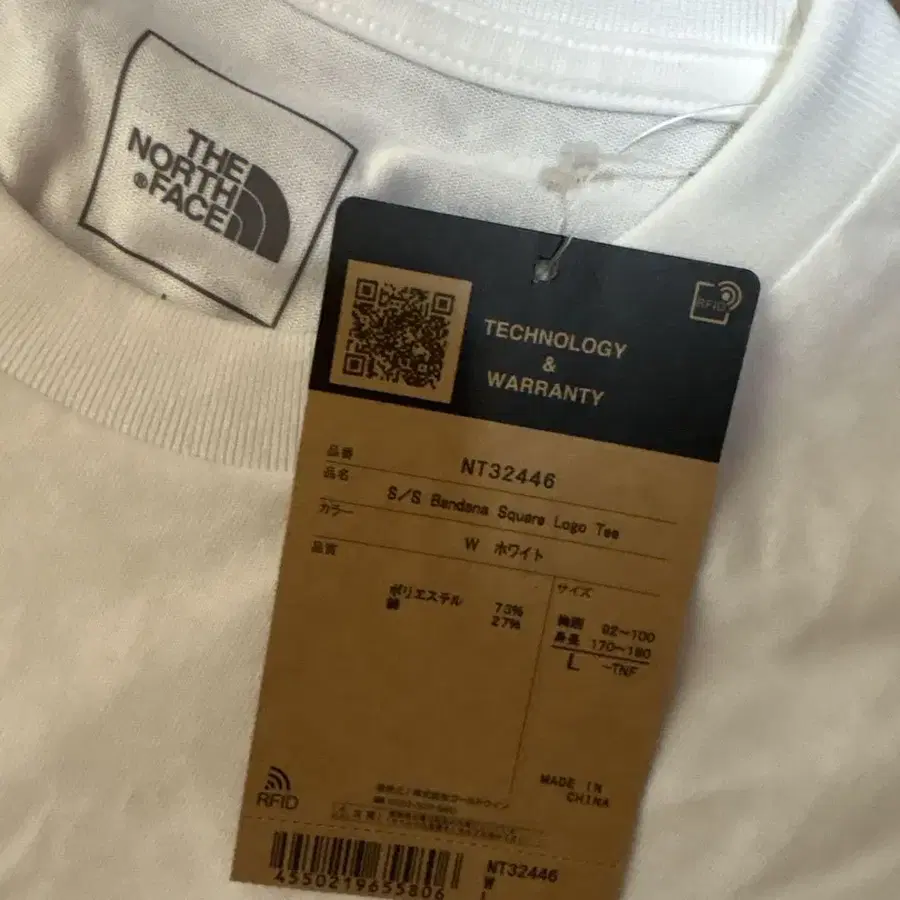 THE
NORTH
FACE
RFID
TECHNOLOGY
&
WARRANTY
品番 NT32446
品名 S/S Bandana Square Logo Tee
カラー W ホワイト
品質
ポリエステル 73%
綿 27%
サイズ
胸囲 92~100
身長 170~180
L -TNF
MADE IN
CHINA
RFID
4550219655806
NT32446
W
L